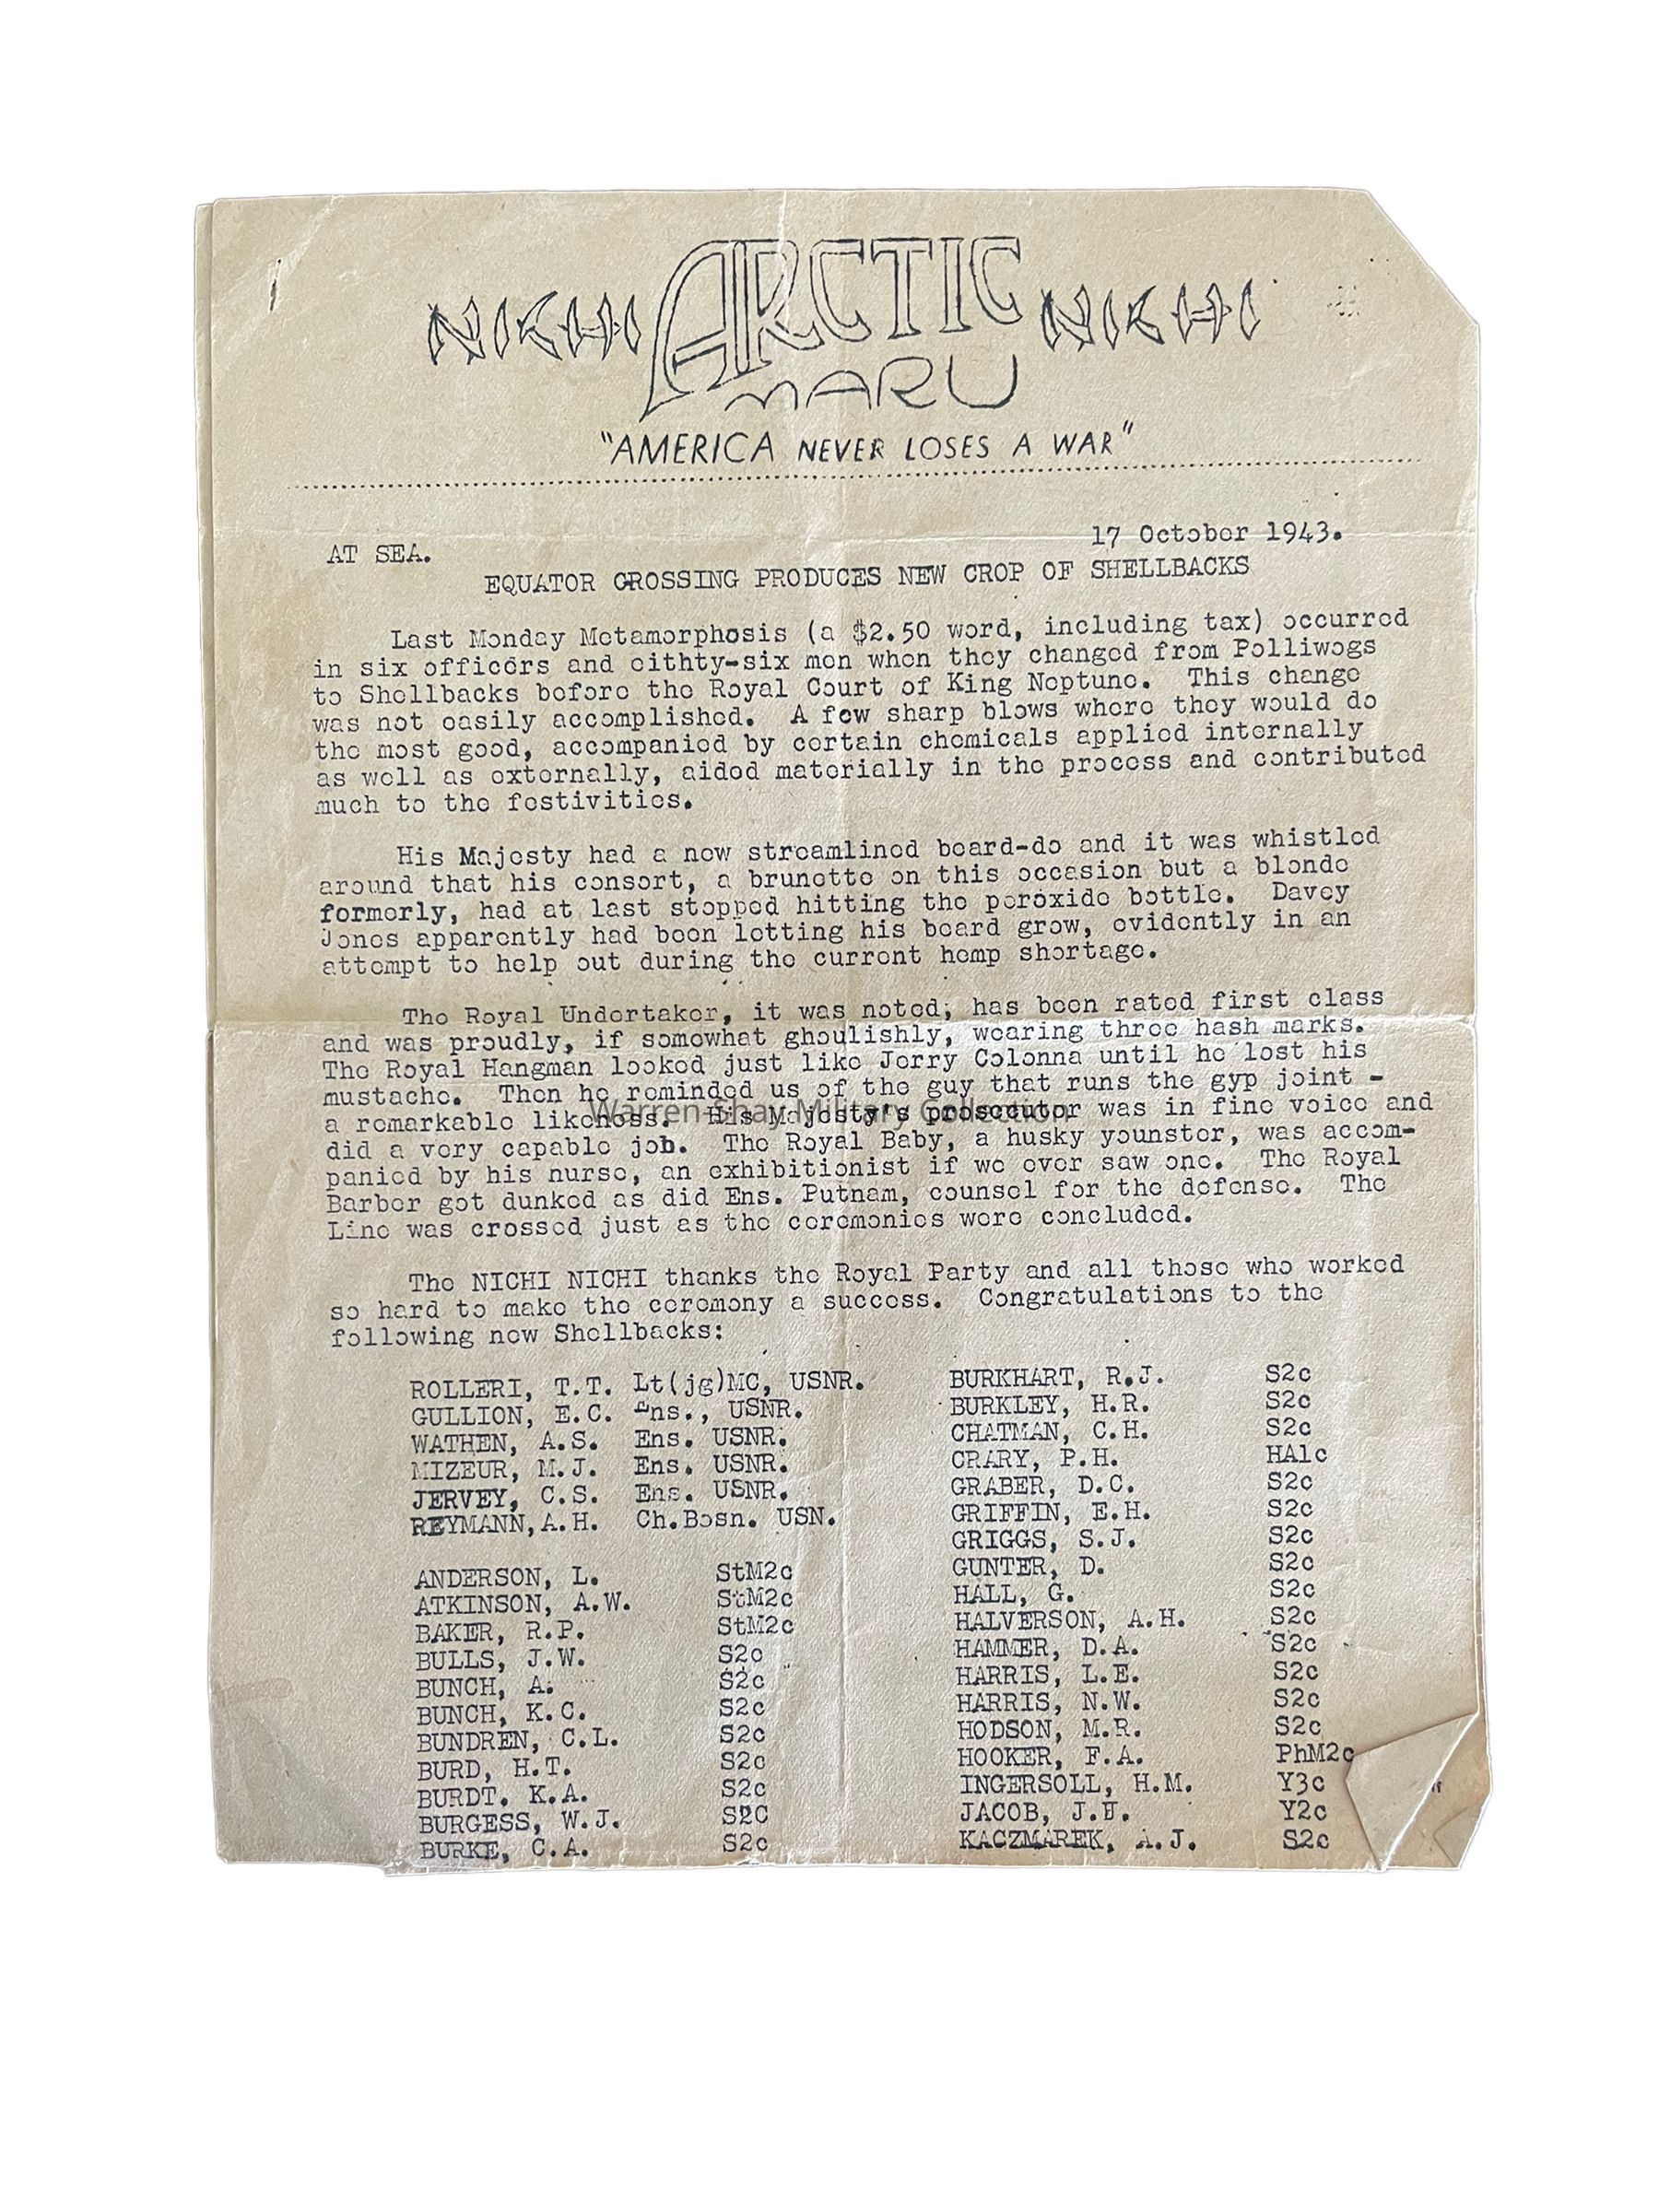 NICHI ARCTIC NICHI
MARU
"AMERICA NEVER LOSES A WAR"
17 October 1943.
AT SEA.
EQUATOR CROSSING PRODUCES NEW CROP OF SHELLBACKS
Last Monday Metamorphosis (a $2.50 word, including tax) occurred
in six officers and eithty-six men when they changed from Polliwogs
to Shellbacks before the Royal Court of King Neptune. This change
was not easily accomplished. A few sharp blows where they would do
the most good, accompanied by certain chemicals applied internally
as well as externally, aided materially in the process and contributed
much to the festivities.
His Majesty had a new streamlined beard-do and it was whistled
around that his consort, a brunette on this occasion but a blonde
formerly, had at last stopped hitting the peroxide bottle. Davey
Jones apparently had been letting his beard grow, evidently in an
attempt to help out during the current hemp shortage.
The Royal Undertaker, it was noted, has been rated first class
and was proudly, if somewhat ghoulishly, wearing three hash marks.
The Royal Hangman looked just like Jerry Colonna until he lost his
mustache. Then he reminded us of the guy that runs the gyp joint -
a remarkable likeness. His Majesty's prosecutor was in fine voice and
did a very capable job. The Royal Baby, a husky younster, was accom-
panied by his nurse, an exhibitionist if we ever saw one. The Royal
Barber got dunked as did Ens. Putnam, counsel for the defense. The
Line was crossed just as the ceremonies were concluded.
The NICHI NICHI thanks the Royal Party and all those who worked
so hard to make the ceremony a success. Congratulations to the
following new Shellbacks:
ROLLERI, T.T. Lt(jg)MC, USNR.
GULLION, E.C. Ens., USNR.
WATHEN, A.S. Ens. USNR.
MIZEUR, M.J. Ens. USNR.
JERVEY, C.S. Ens. USNR.
REYMANN, A.H. Ch.Bosn. USN.
ANDERSON, L. StM2c
ATKINSON, A.W. StM2c
BAKER, R.P. StM2c
BULLS, J.W. S2c
BUNCH, A. S2c
BUNCH, K.C. S2c
BUNDREN, C.L. S2c
BURD, H.T. S2c
BURDT. K.A. S2c
BURGESS, W.J. S2C
BURKE, C.A. S2c
BURKHART, R.J. S2c
BURKLEY, H.R. S2c
CHATMAN, C.H. S2c
CRARY, P.H. HA1c
GRABER, D.C. S2c
GRIFFIN, E.H. S2c
GRIGGS, S.J. S2c
GUNTER, D. S2c
HALL, G. S2c
HALVERSON, A.H. S2c
HAMMER, D.A. S2c
HARRIS, L.E. S2c
HARRIS, N.W. S2c
HODSON, M.R. S2c
HOOKER, F.A. PhM2c
INGERSOLL, H.M. Y3c
JACOB, J. Y2c
KACZMAREK, A.J. S2c
Warren-Shay Military Collection